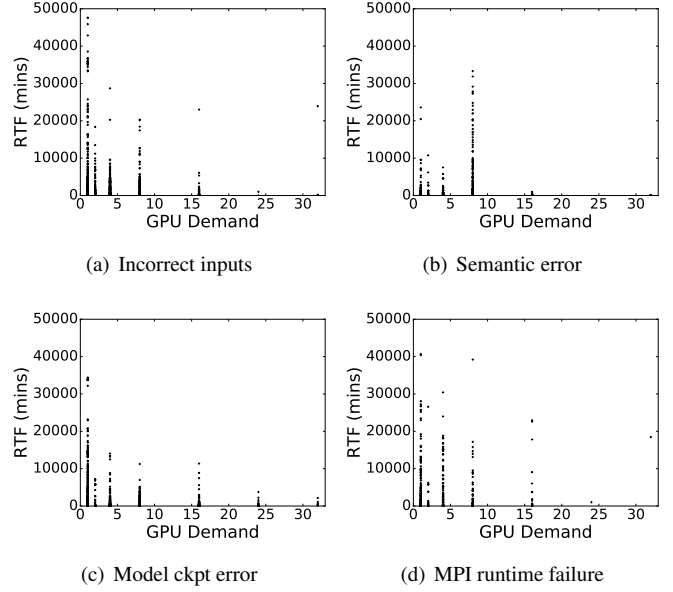 50000
40000
30000
20000
10000
0
RTF (mins)
0 5 10 15 20 25 30
GPU Demand
(a) Incorrect inputs
50000
40000
30000
20000
10000
0
RTF (mins)
0 5 10 15 20 25 30
GPU Demand
(b) Semantic error
50000
40000
30000
20000
10000
0
RTF (mins)
0 5 10 15 20 25 30
GPU Demand
(c) Model ckpt error
50000
40000
30000
20000
10000
0
RTF (mins)
0 5 10 15 20 25 30
GPU Demand
(d) MPI runtime failure